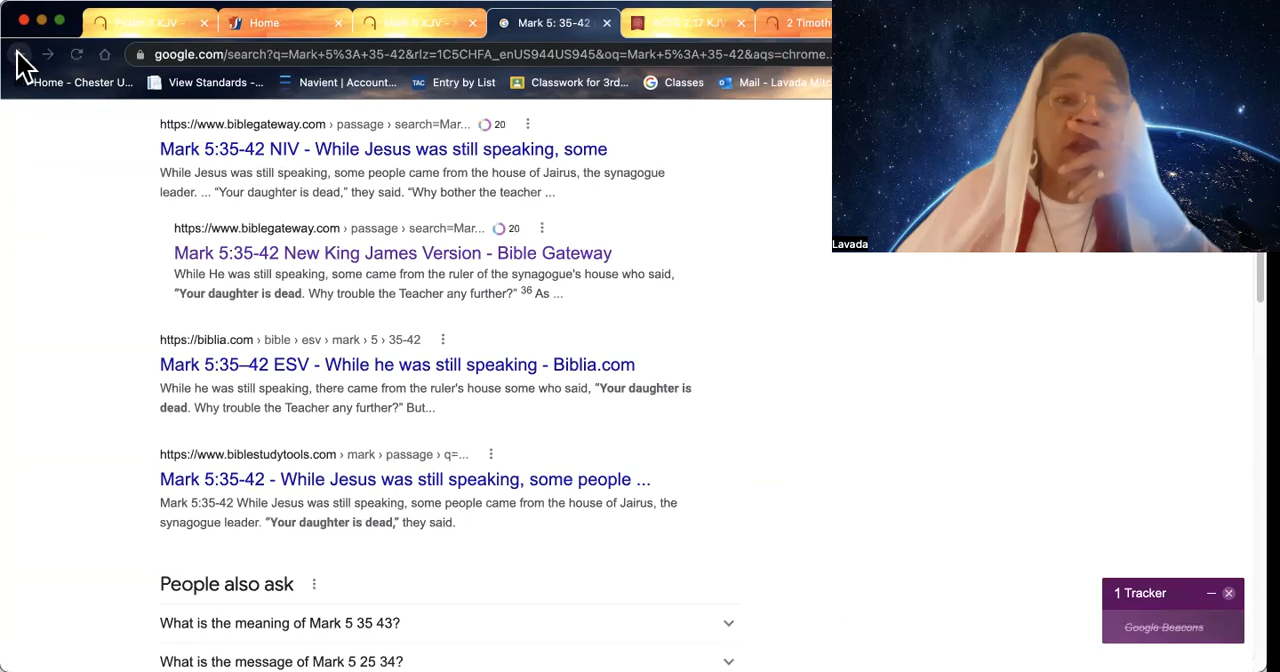 Psalm 5 KJV -
Home
Mark 5 KJV -
Mark 5: 35-42
ACTS 2:17 KJV
2 Timoth
google.com/search?q=Mark+5%3A+35-42&rlz=1C5CHFA_enUS944US945&oq=Mark+5%3A+35-42&aqs=chrome...
Home - Chester U...
View Standards -...
Navient | Account...
TAC
Entry by List
Classwork for 3rd...
Classes
Mail - Lavada Mitc
https://www.biblegateway.com › passage › search=Mar...
20
Mark 5:35-42 NIV - While Jesus was still speaking, some
While Jesus was still speaking, some people came from the house of Jairus, the synagogue
leader. ... “Your daughter is dead,” they said. “Why bother the teacher ...
https://www.biblegateway.com › passage › search=Mar...
20
Mark 5:35-42 New King James Version - Bible Gateway
While He was still speaking, some came from the ruler of the synagogue's house who said,
“Your daughter is dead. Why trouble the Teacher any further?” 36 As ...
https://biblia.com › bible › esv › mark › 5 › 35-42
Mark 5:35–42 ESV - While he was still speaking - Biblia.com
While he was still speaking, there came from the ruler's house some who said, “Your daughter is
dead. Why trouble the Teacher any further?” But...
https://www.biblestudytools.com › mark › passage › q=...
Mark 5:35-42 - While Jesus was still speaking, some people ...
Mark 5:35-42 While Jesus was still speaking, some people came from the house of Jairus, the
synagogue leader. “Your daughter is dead,” they said.
People also ask
What is the meaning of Mark 5 35 43?
What is the message of Mark 5 25 34?
Lavada
1 Tracker
Google Beacons